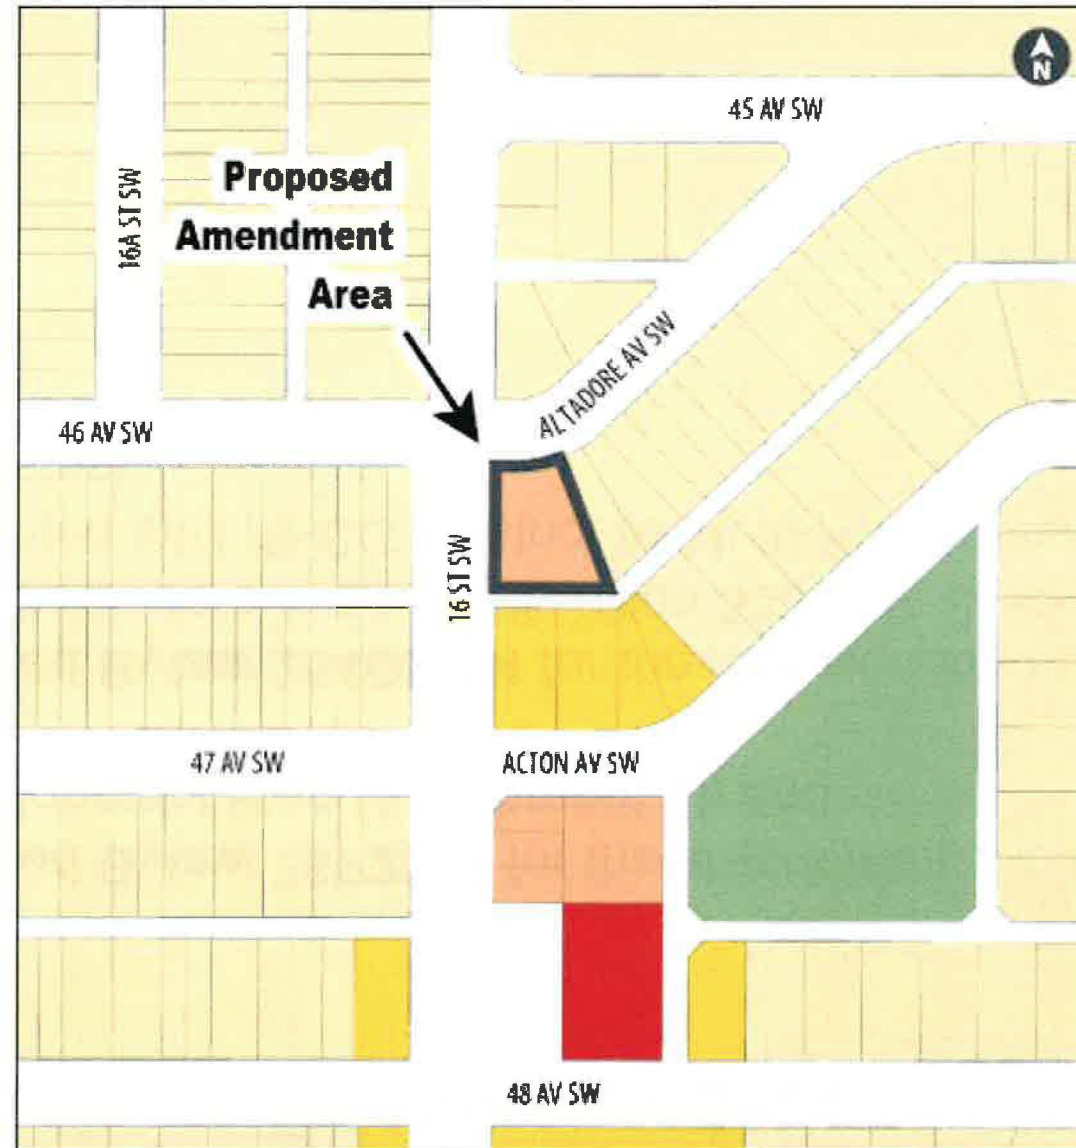 N
45 AV SW
16A ST SW
Proposed
Amendment
Area
ALTADORE AV SW
46 AV SW
16 ST SW
47 AV SW
ACTON AV SW
48 AV SW